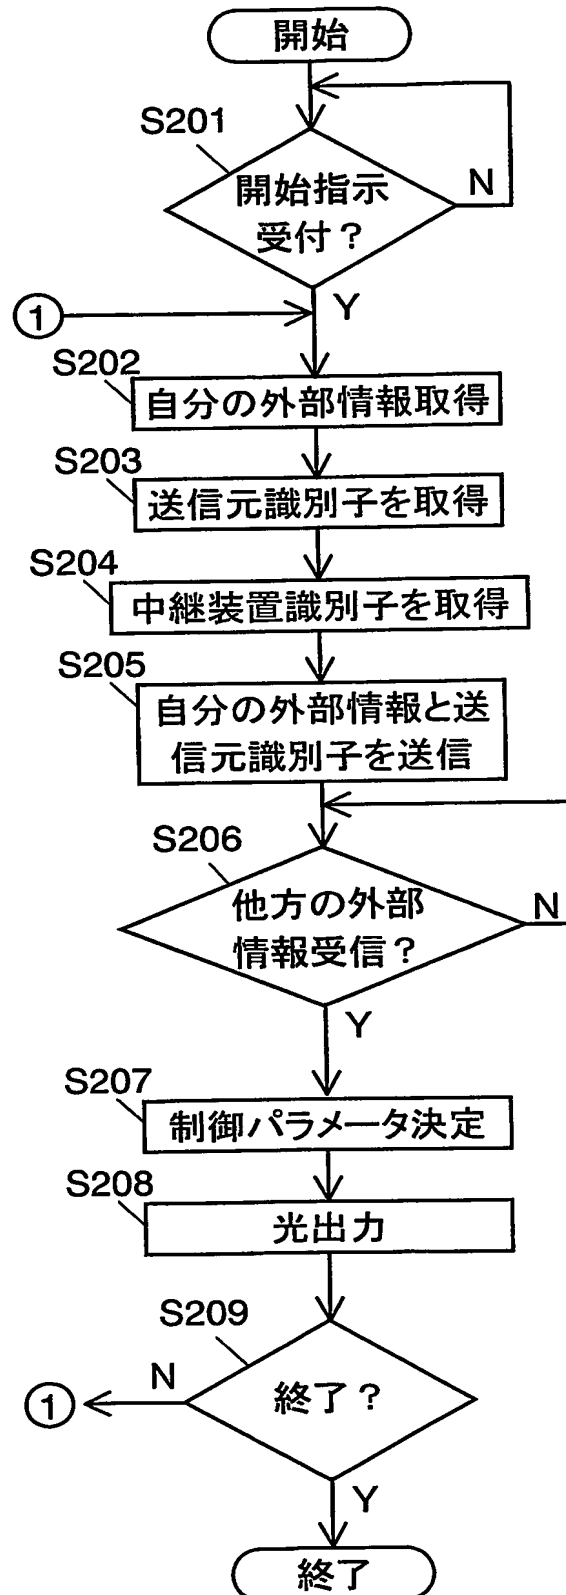 開始
S201
開始指示
受付？
N
Y
1
S202
自分の外部情報取得
S203
送信元識別子を取得
S204
中継装置識別子を取得
S205
自分の外部情報と送
信元識別子を送信
S206
他方の外部
情報受信？
N
Y
S207
制御パラメータ決定
S208
光出力
S209
終了？
N
1
Y
終了